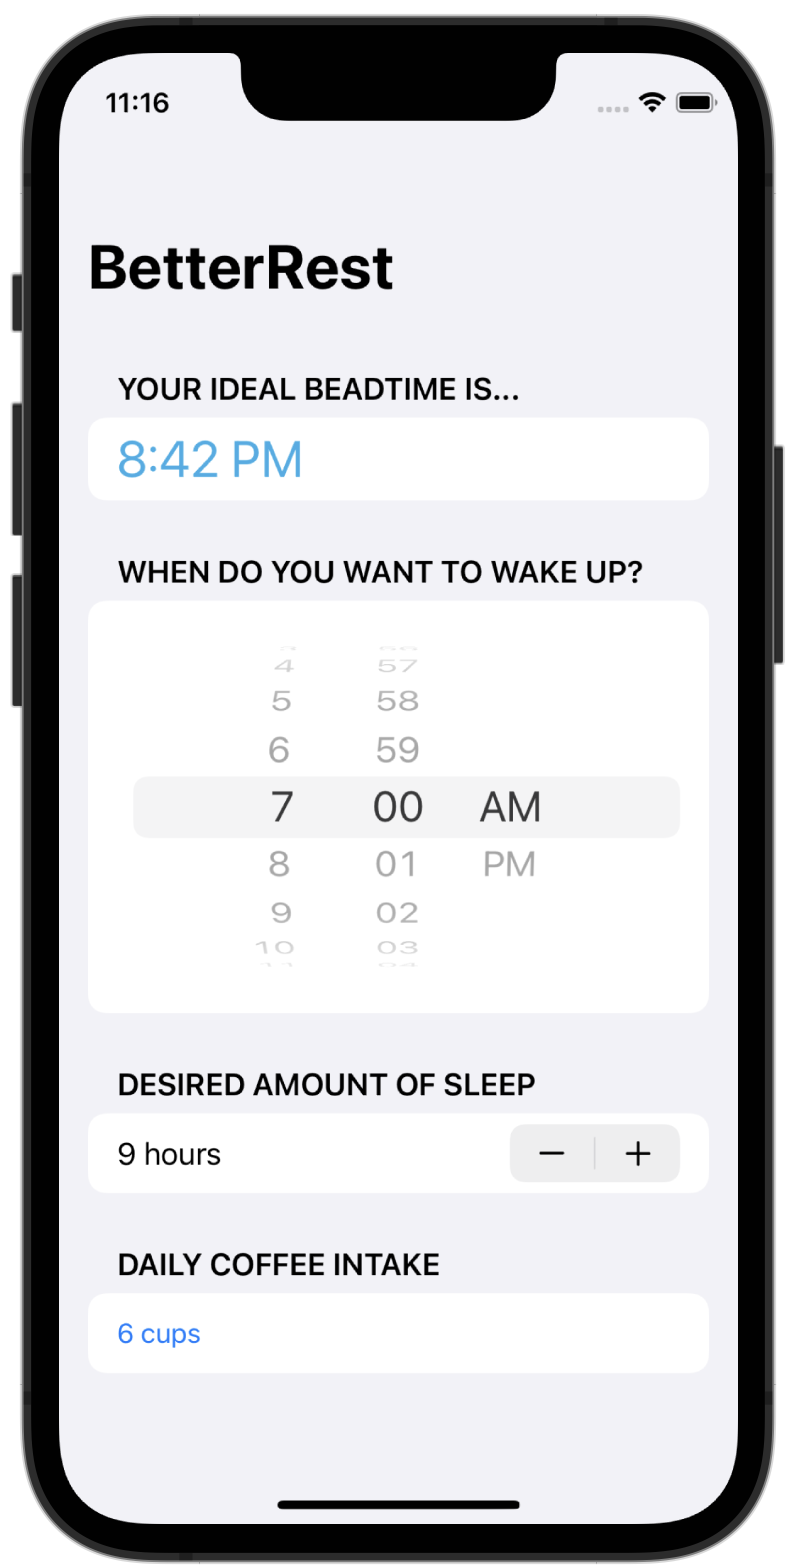 11:16
BetterRest
YOUR IDEAL BEADTIME IS...
8:42 PM
WHEN DO YOU WANT TO WAKE UP?
4 57
5 58
6 59
7 00 AM
8 01 PM
9 02
10 03
DESIRED AMOUNT OF SLEEP
9 hours
− +
DAILY COFFEE INTAKE
6 cups